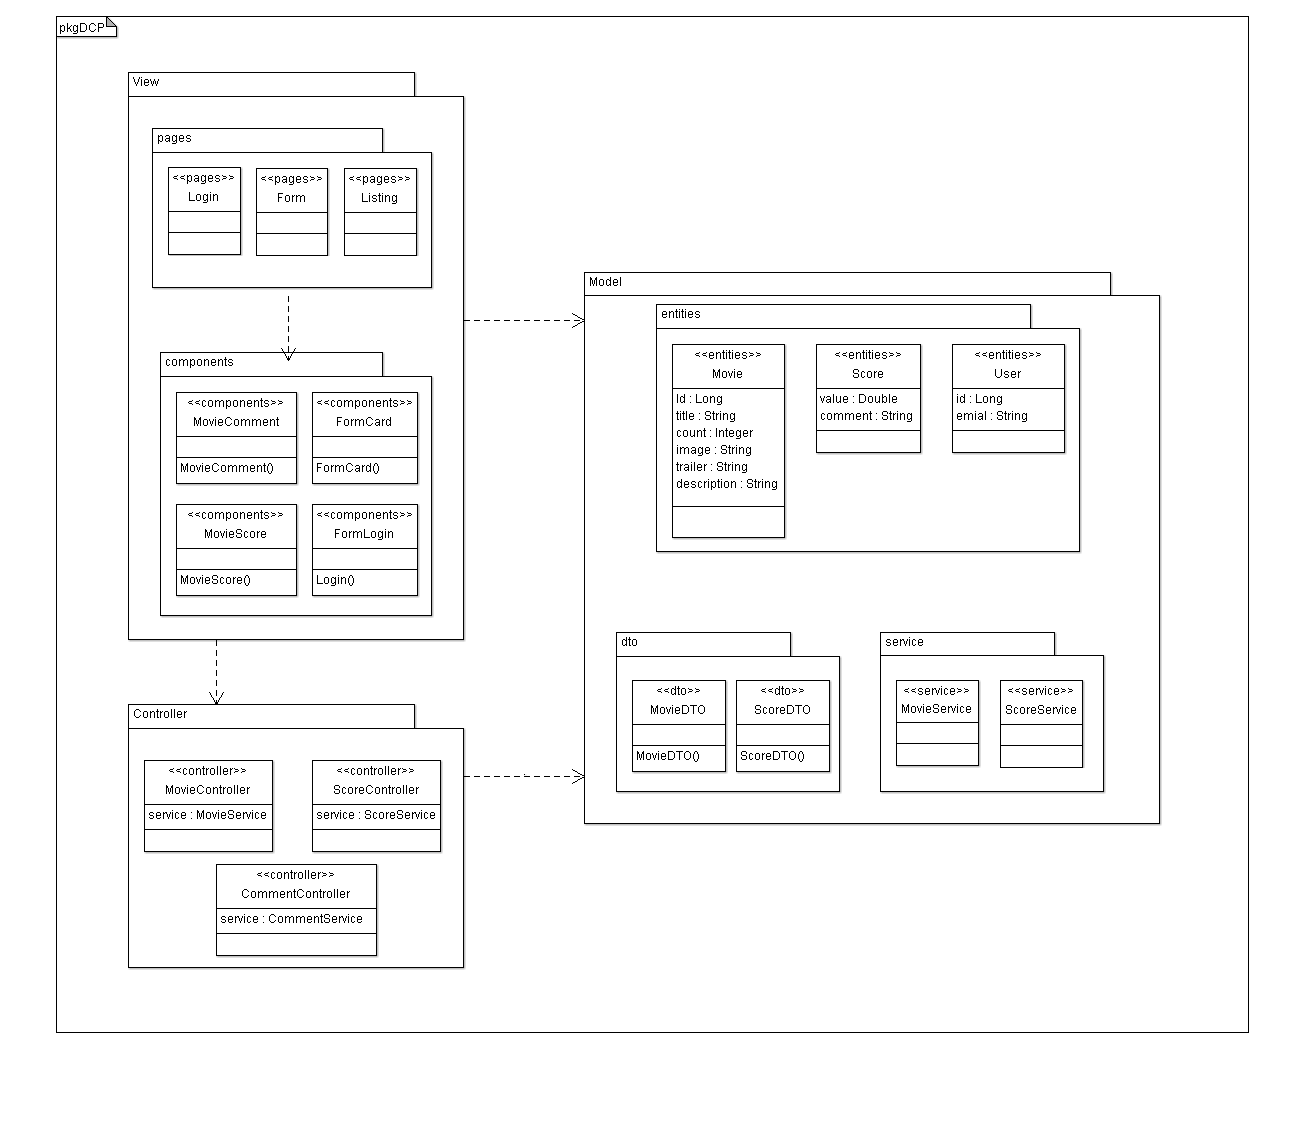 pkgDCP
View
pages
<<pages>>
Login
<<pages>>
Form
<<pages>>
Listing
components
<<components>>
MovieComment
MovieComment()
<<components>>
FormCard
FormCard()
<<components>>
MovieScore
MovieScore()
<<components>>
FormLogin
Login()
Controller
<<controller>>
MovieController
service : MovieService
<<controller>>
ScoreController
service : ScoreService
<<controller>>
CommentController
service : CommentService
Model
entities
<<entities>>
Movie
Id : Long
title : String
count : Integer
image : String
trailer : String
description : String
<<entities>>
Score
value : Double
comment : String
<<entities>>
User
id : Long
emial : String
dto
<<dto>>
MovieDTO
MovieDTO()
<<dto>>
ScoreDTO
ScoreDTO()
service
<<service>>
MovieService
<<service>>
ScoreService